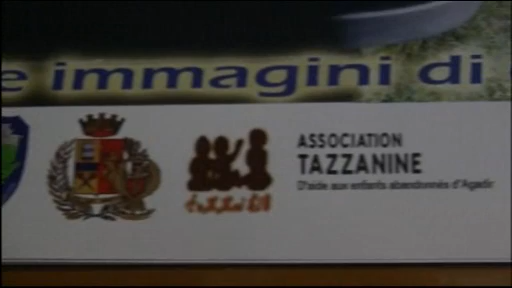 e immagini di
ASSOCIATION
TAZZANINE
D'aide aux enfants abandonnés d'Agadir